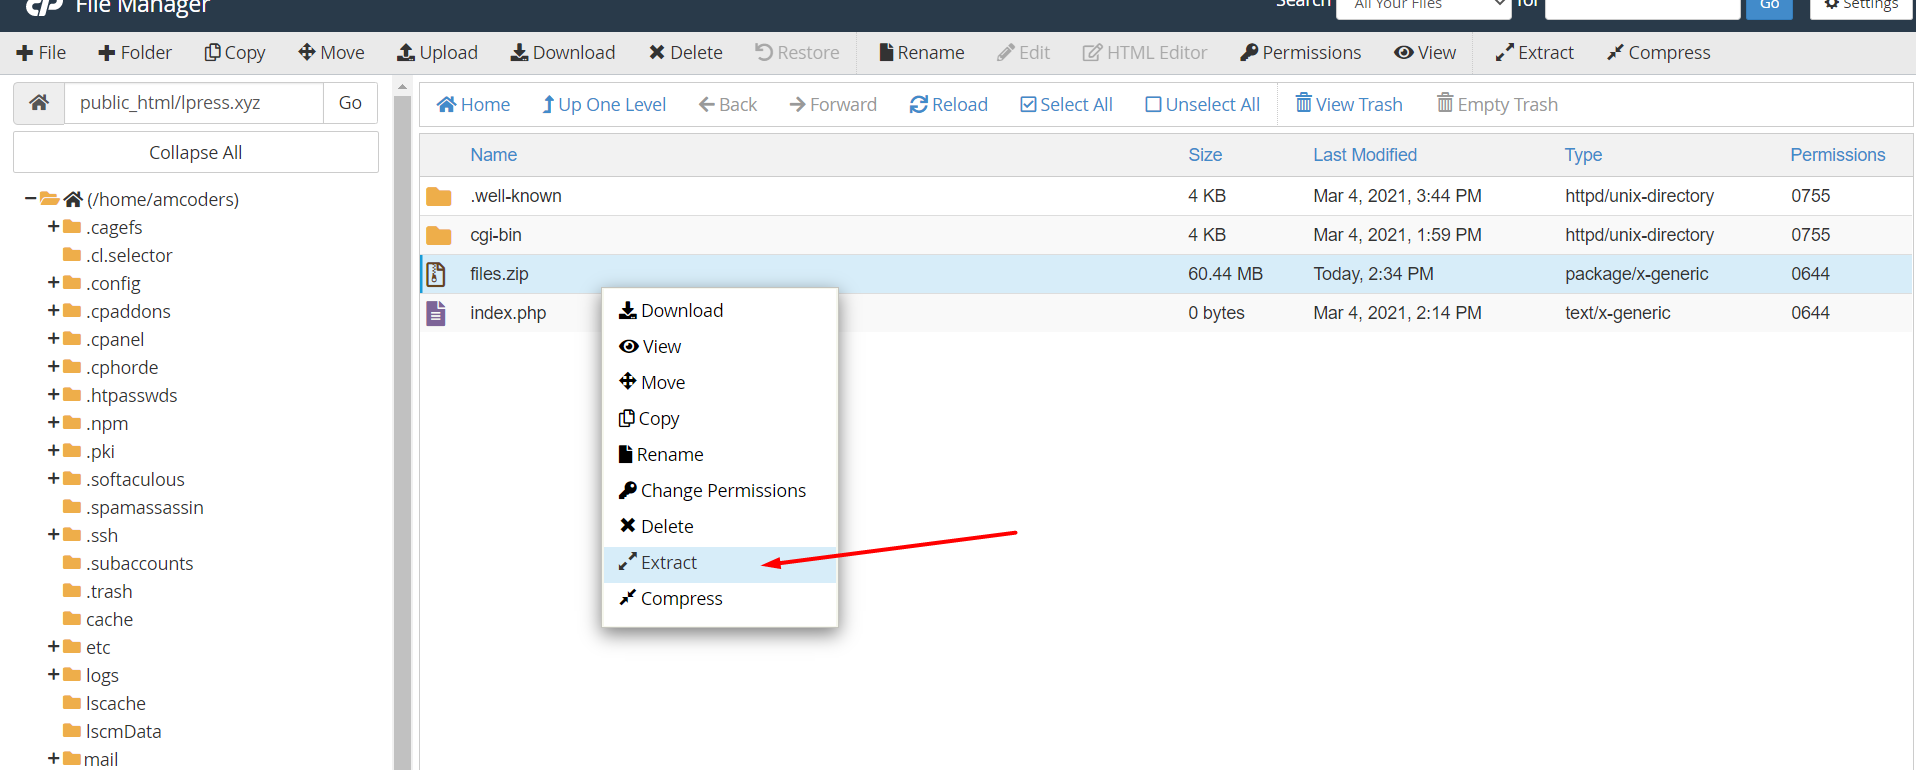 File Manager
Search All Your Files for Go Settings
File Folder Copy Move Upload Download Delete Restore Rename Edit HTML Editor Permissions View Extract Compress
public_html/lpress.xyz Go
Collapse All
(/home/amcoders)
.cagefs
.cl.selector
.config
.cpaddons
.cpanel
.cphorde
.htpasswds
.npm
.pki
.softaculous
.spamassassin
.ssh
.subaccounts
.trash
cache
etc
logs
lscache
lscmData
mail
Home Up One Level Back Forward Reload Select All Unselect All View Trash Empty Trash
Name Size Last Modified Type Permissions
.well-known 4 KB Mar 4, 2021, 3:44 PM httpd/unix-directory 0755
cgi-bin 4 KB Mar 4, 2021, 1:59 PM httpd/unix-directory 0755
files.zip 60.44 MB Today, 2:34 PM package/x-generic 0644
index.php 0 bytes Mar 4, 2021, 2:14 PM text/x-generic 0644
Download
View
Move
Copy
Rename
Change Permissions
Delete
Extract
Compress